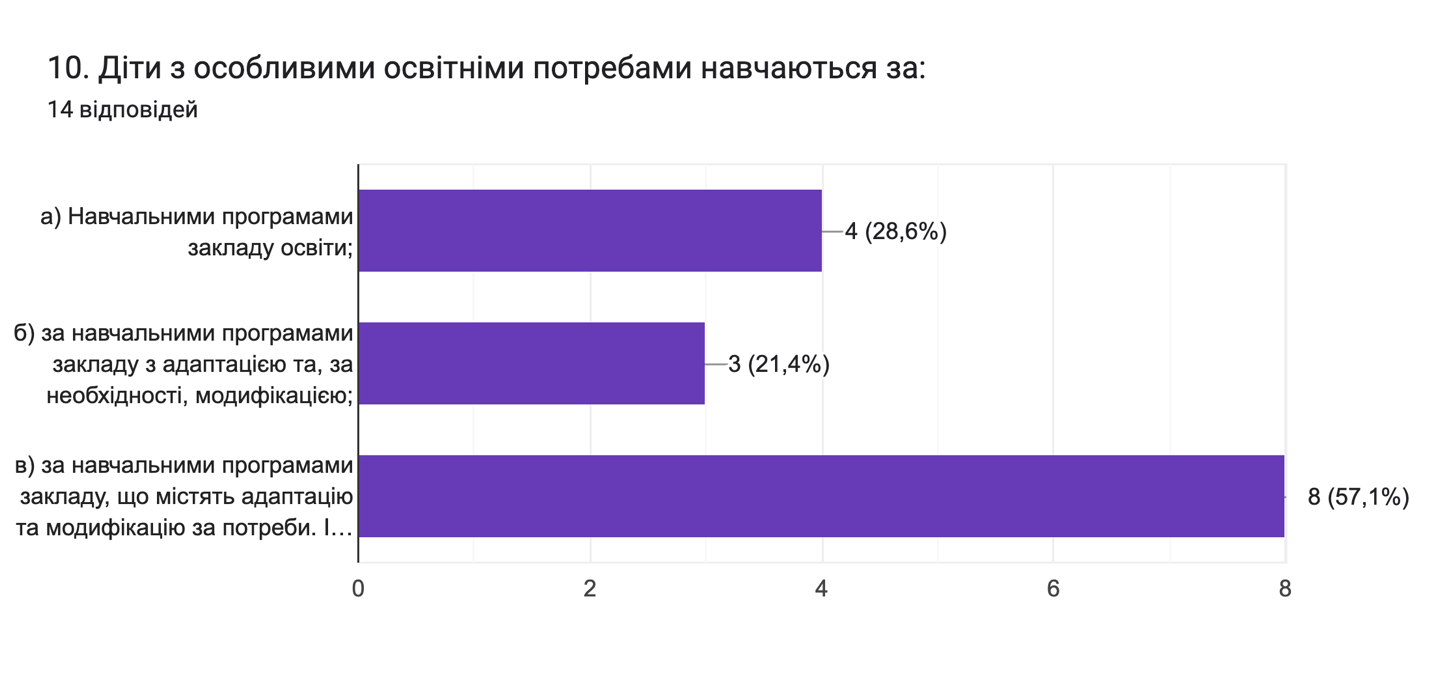 10. Діти з особливими освітніми потребами навчаються за:
14 відповідей
а) Навчальними програмами
закладу освіти;
4 (28,6%)
б) за навчальними програмами
закладу з адаптацією та, за
необхідності, модифікацією;
3 (21,4%)
в) за навчальними програмами
закладу, що містять адаптацію
та модифікацію за потреби. І…
8 (57,1%)
0 2 4 6 8